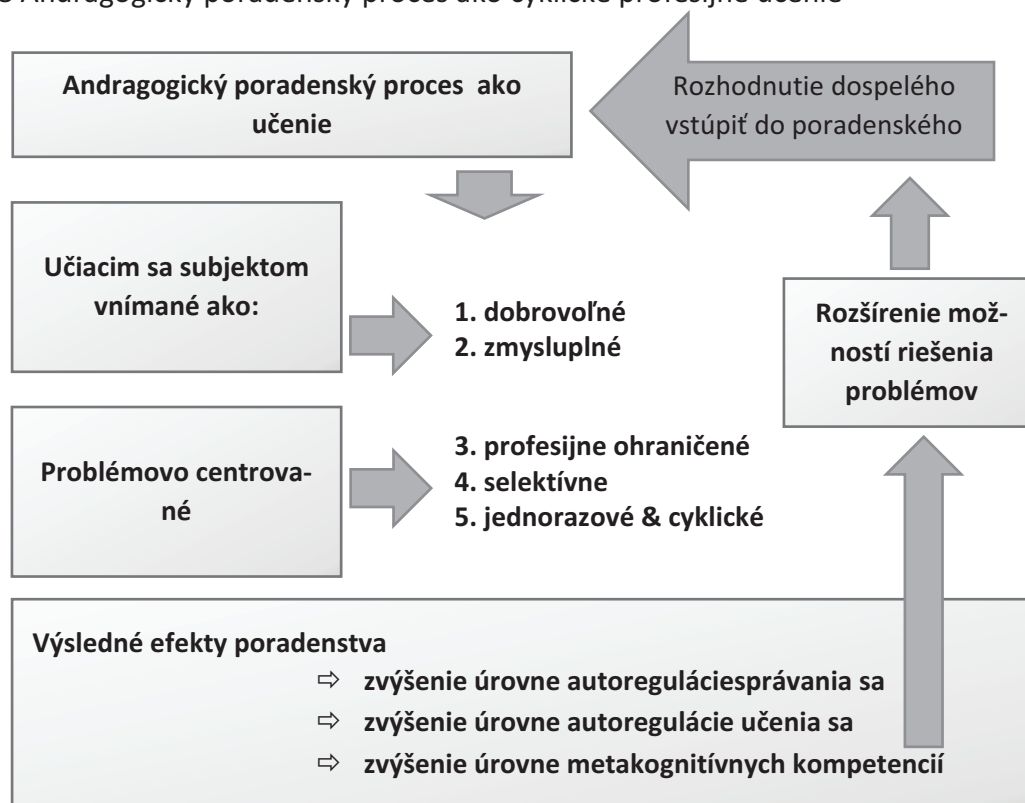 Andragogický poradenský proces ako cyklické profesijné učenie
Andragogický poradenský proces ako
učenie
Rozhodnutie dospelého
vstúpiť do poradenského
Učiacim sa subjektom
vnímané ako:
1. dobrovoľné
2. zmysluplné
Rozšírenie mož-
ností riešenia
problémov
Problémovo centrova-
né
3. profesijne ohraničené
4. selektívne
5. jednorazové & cyklické
Výsledné efekty poradenstva
⇨ zvýšenie úrovne autoreguláciesprávania sa
⇨ zvýšenie úrovne autoregulácie učenia sa
⇨ zvýšenie úrovne metakognitívnych kompetencií